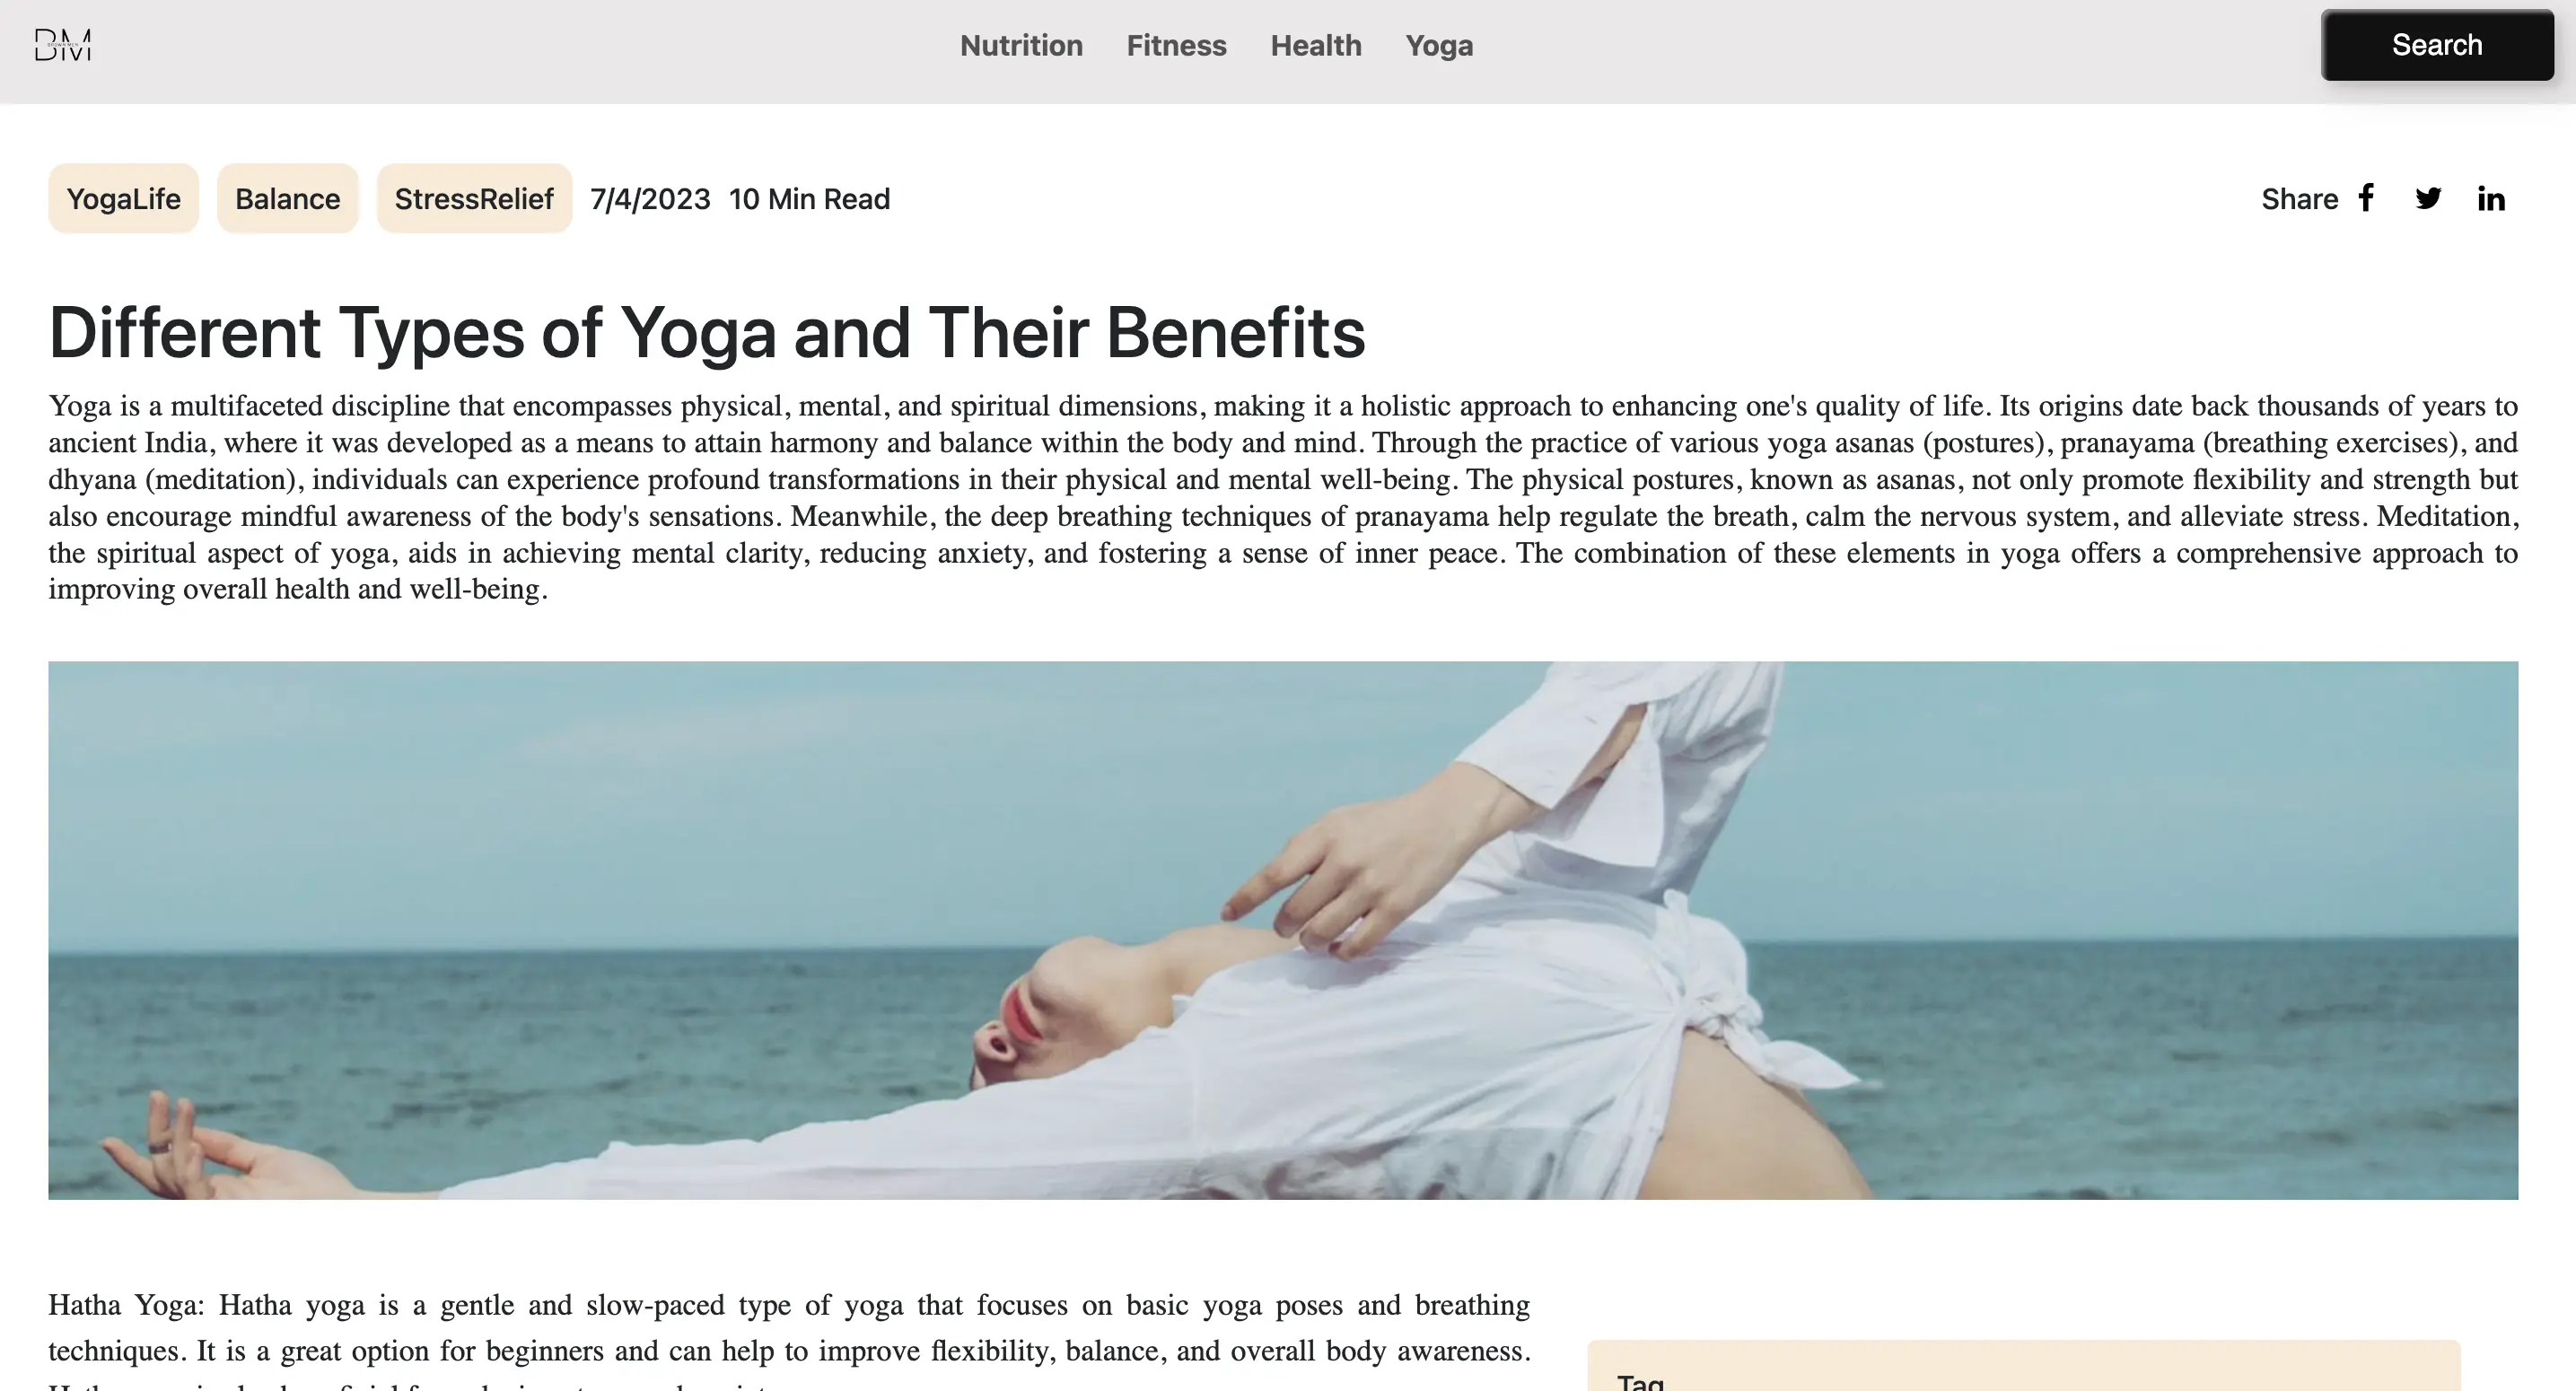 DM
Nutrition Fitness Health Yoga
Search
YogaLife Balance StressRelief 7/4/2023 10 Min Read
Share
Different Types of Yoga and Their Benefits
Yoga is a multifaceted discipline that encompasses physical, mental, and spiritual dimensions, making it a holistic approach to enhancing one's quality of life. Its origins date back thousands of years to
ancient India, where it was developed as a means to attain harmony and balance within the body and mind. Through the practice of various yoga asanas (postures), pranayama (breathing exercises), and
dhyana (meditation), individuals can experience profound transformations in their physical and mental well-being. The physical postures, known as asanas, not only promote flexibility and strength but
also encourage mindful awareness of the body's sensations. Meanwhile, the deep breathing techniques of pranayama help regulate the breath, calm the nervous system, and alleviate stress. Meditation,
the spiritual aspect of yoga, aids in achieving mental clarity, reducing anxiety, and fostering a sense of inner peace. The combination of these elements in yoga offers a comprehensive approach to
improving overall health and well-being.
Hatha Yoga: Hatha yoga is a gentle and slow-paced type of yoga that focuses on basic yoga poses and breathing
techniques. It is a great option for beginners and can help to improve flexibility, balance, and overall body awareness.
Tag